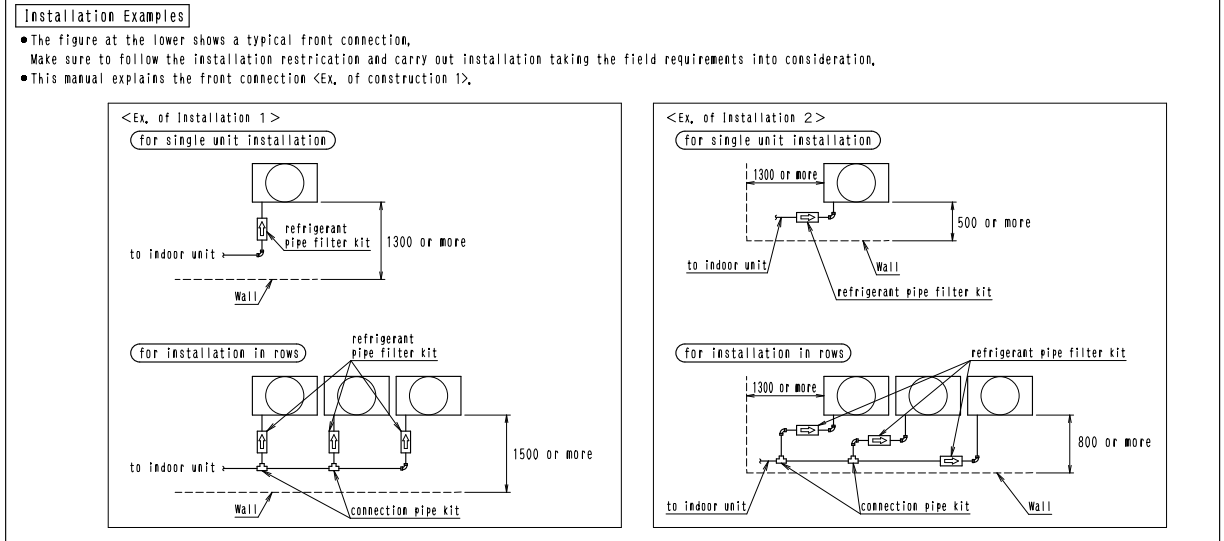 Installation Examples
●The figure at the lower shows a typical front connection.
Make sure to follow the installation restrication and carry out installation taking the field requirements into consideration.
●This manual explains the front connection <Ex. of construction 1>.
<Ex. of Installation 1>
for single unit installation
refrigerant
pipe filter kit
1300 or more
to indoor unit
Wall
for installation in rows
refrigerant
pipe filter kit
1500 or more
to indoor unit
Wall
connection pipe kit
<Ex. of Installation 2>
for single unit installation
1300 or more
500 or more
to indoor unit
Wall
refrigerant pipe filter kit
for installation in rows
refrigerant pipe filter kit
1300 or more
800 or more
to indoor unit
connection pipe kit
Wall